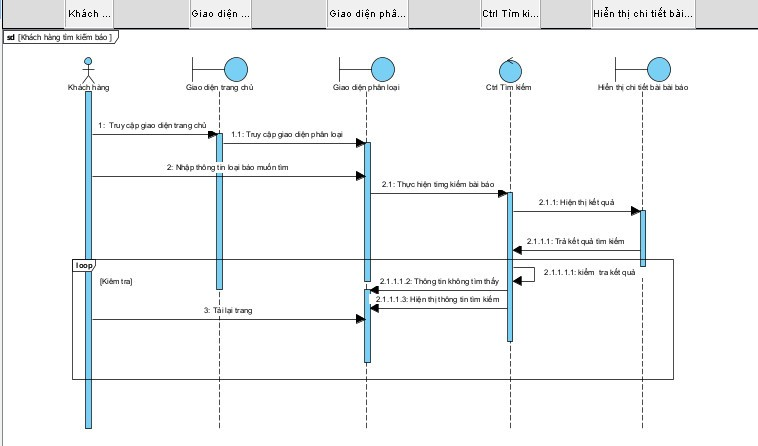 Khách ...
Giao diện ...
Giao diện phâ...
Ctrl Tìm ki...
Hiển thị chi tiết bài...
sd [Khách hàng tìm kiếm báo ]
Khách hàng
Giao diện trang chủ
Giao diện phân loại
Ctrl Tìm kiếm
Hiển thị chi tiết bài bài báo
1: Truy cập giao diện trang chủ
1.1: Truy cập giao diện phân loại
2: Nhập thông tin loại báo muốn tìm
2.1: Thực hiện tìmg kiếm bài báo
2.1.1: Hiện thị kết quả
2.1.1.1: Trả kết quả tìm kiếm
loop
[Kiểm tra]
2.1.1.1.1: kiểm tra kết quả
2.1.1.1.2: Thông tin không tìm thấy
2.1.1.1.3: Hiện thị thông tin tìm kiếm
3: Tải lại trang